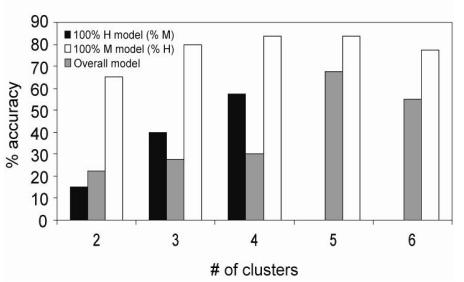 90
80
70
60
50
40
30
20
10
0
% accuracy
100% H model (% M)
100% M model (% H)
Overall model
2 3 4 5 6
# of clusters